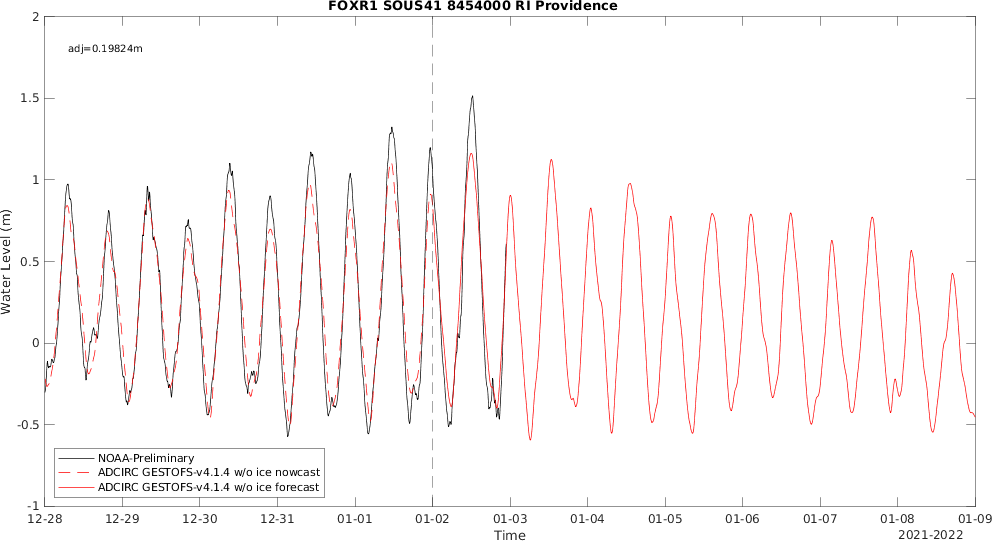 FOXR1 SOUS41 8454000 RI Providence
adj=0.19824m
2
1.5
1
0.5
0
-0.5
-1
Water Level (m)
NOAA-Preliminary
ADCIRC GESTOFS-v4.1.4 w/o ice nowcast
ADCIRC GESTOFS-v4.1.4 w/o ice forecast
12-28 12-29 12-30 12-31 01-01 01-02 01-03 01-04 01-05 01-06 01-07 01-08 01-09
Time
2021-2022